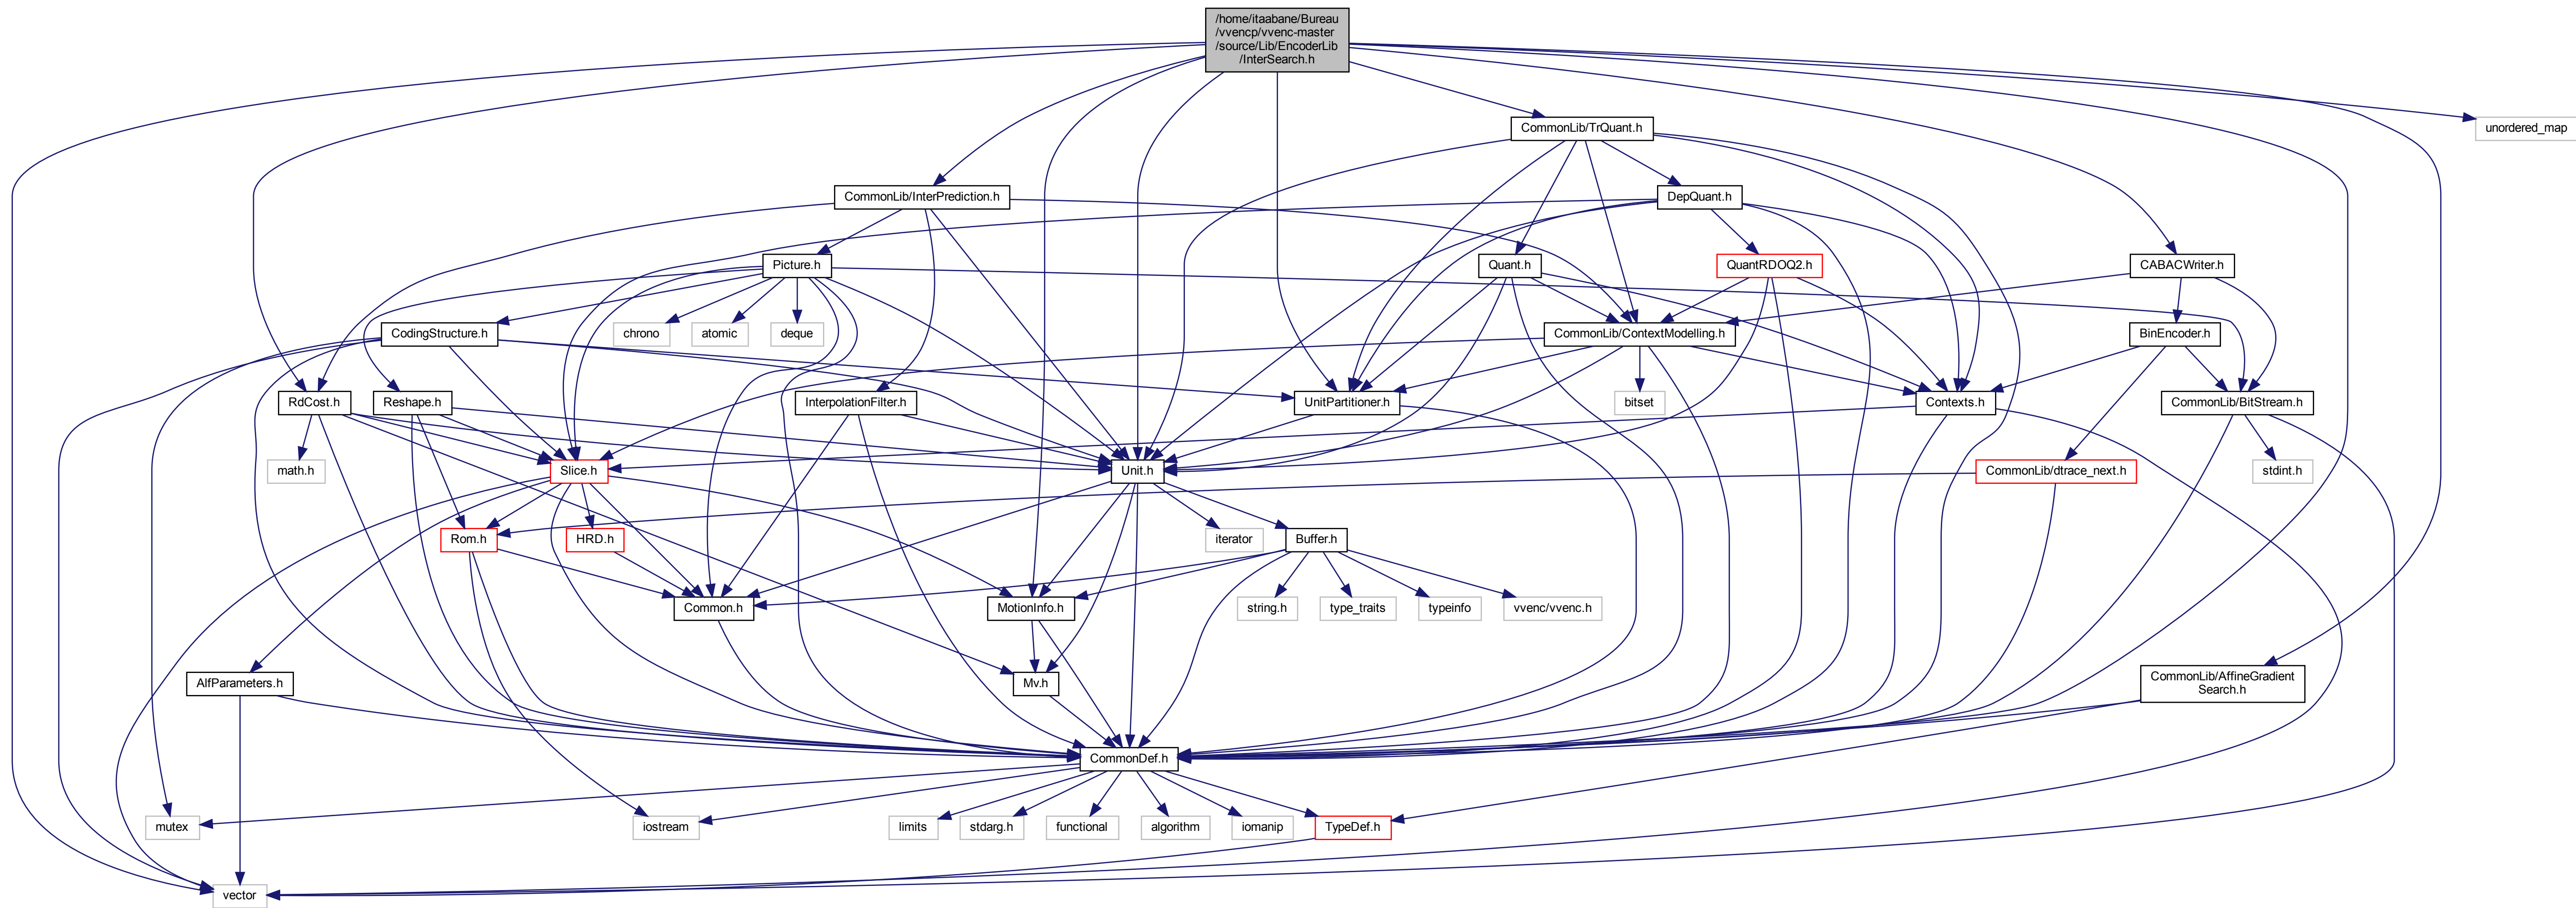 /home/itaabane/Bureau
/vvencp/vvenc-master
/source/Lib/EncoderLib
/InterSearch.h
CommonLib/TrQuant.h
unordered_map
CommonLib/InterPrediction.h
DepQuant.h
Picture.h
Quant.h
QuantRDOQ2.h
CABACWriter.h
CodingStructure.h
chrono
atomic
deque
CommonLib/ContextModelling.h
BinEncoder.h
RdCost.h
Reshape.h
InterpolationFilter.h
UnitPartitioner.h
bitset
Contexts.h
CommonLib/BitStream.h
math.h
Slice.h
Unit.h
CommonLib/dtrace_next.h
stdint.h
Rom.h
HRD.h
iterator
Buffer.h
Common.h
MotionInfo.h
string.h
type_traits
typeinfo
vvenc/vvenc.h
AlfParameters.h
Mv.h
CommonLib/AffineGradient
Search.h
CommonDef.h
mutex
iostream
limits
stdarg.h
functional
algorithm
iomanip
TypeDef.h
vector